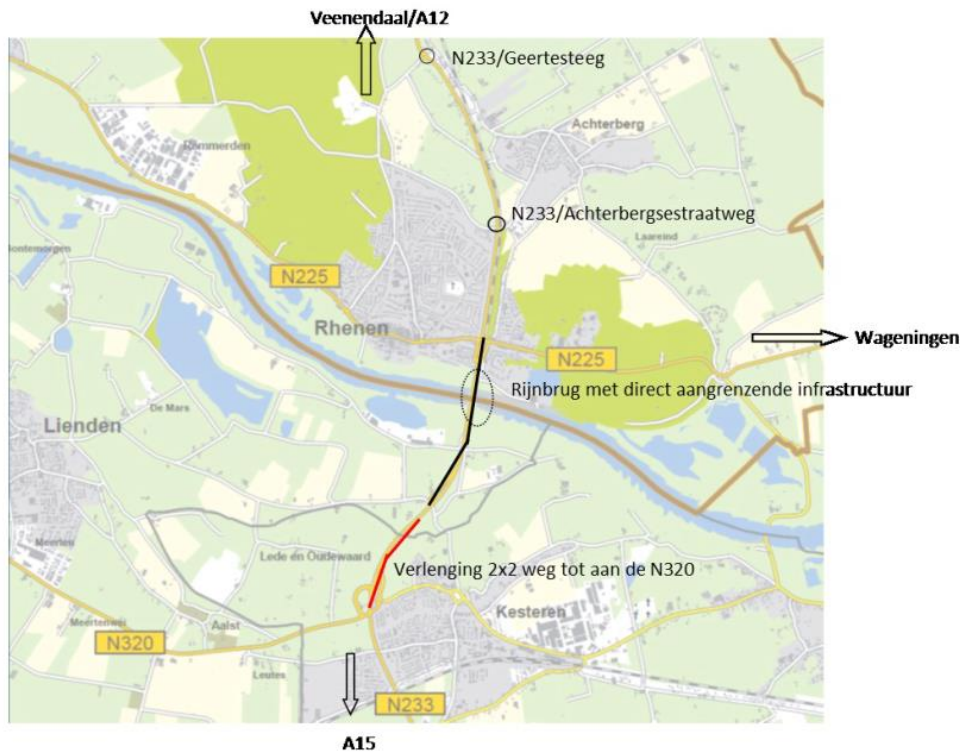 Veenendaal/A12
N233/Geertesteeg
Achterberg
Remmerden
N233/Achterbergsestraatweg
Laareind
N225
Rhenen
Wageningen
N225
Rijnbrug met direct aangrenzende infrastructuur
De Mars
Lienden
Meerten
Lede en Oudewaard
Verlenging 2x2 weg tot aan de N320
Kesteren
Meertenwei
Aalst
N320
Leutes
N233
A15